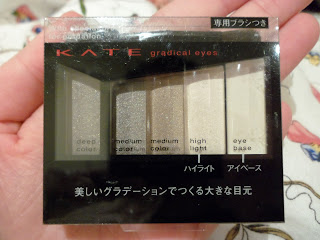 専用ブラシつき
KATE gradical eyes
deep color
medium color
medium color
high light
eye base
ハイライト
アイベース
美しいグラデーションでつくる大きな目元